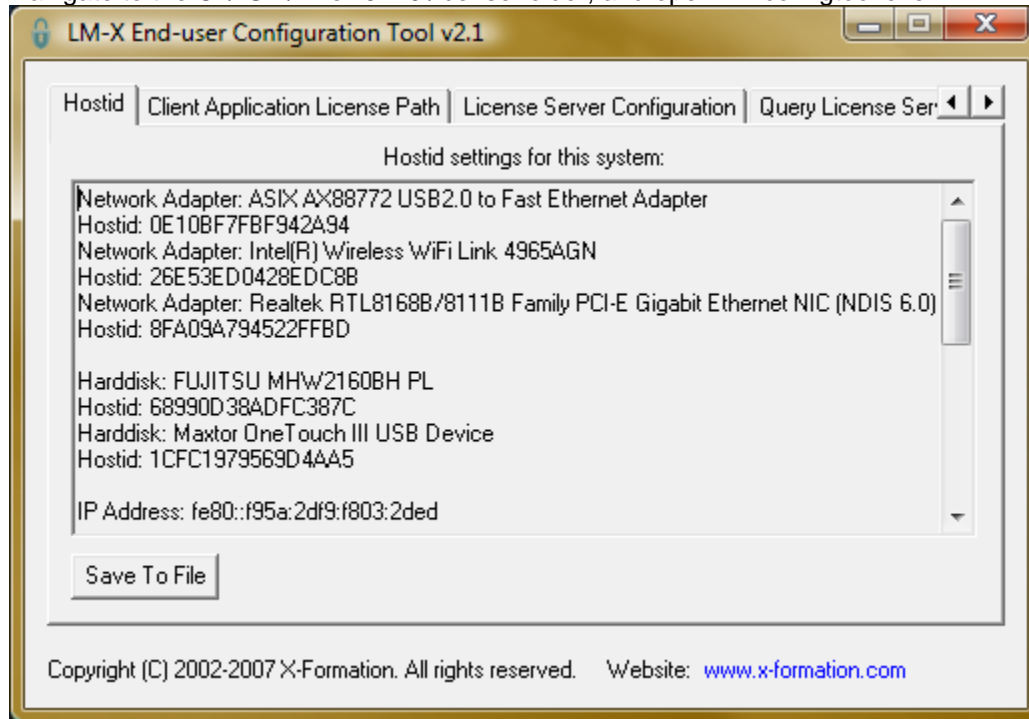 LM-X End-user Configuration Tool v2.1
Hostid Client Application License Path License Server Configuration Query License Ser
Hostid settings for this system:
Network Adapter: ASIX AX88772 USB2.0 to Fast Ethernet Adapter
Hostid: 0E10BF7FBF942A94
Network Adapter: Intel(R) Wireless WiFi Link 4965AGN
Hostid: 26E53ED0428EDC8B
Network Adapter: Realtek RTL8168B/8111B Family PCI-E Gigabit Ethernet NIC (NDIS 6.0)
Hostid: 8FA09A794522FFBD
Harddisk: FUJITSU MHW2160BH PL
Hostid: 68990D38ADFC387C
Harddisk: Maxtor OneTouch III USB Device
Hostid: 1CFC1979569D4AA5
IP Address: fe80::f95a:2df9:f803:2ded
Save To File
Copyright (C) 2002-2007 X-Formation. All rights reserved. Website: www.x-formation.com